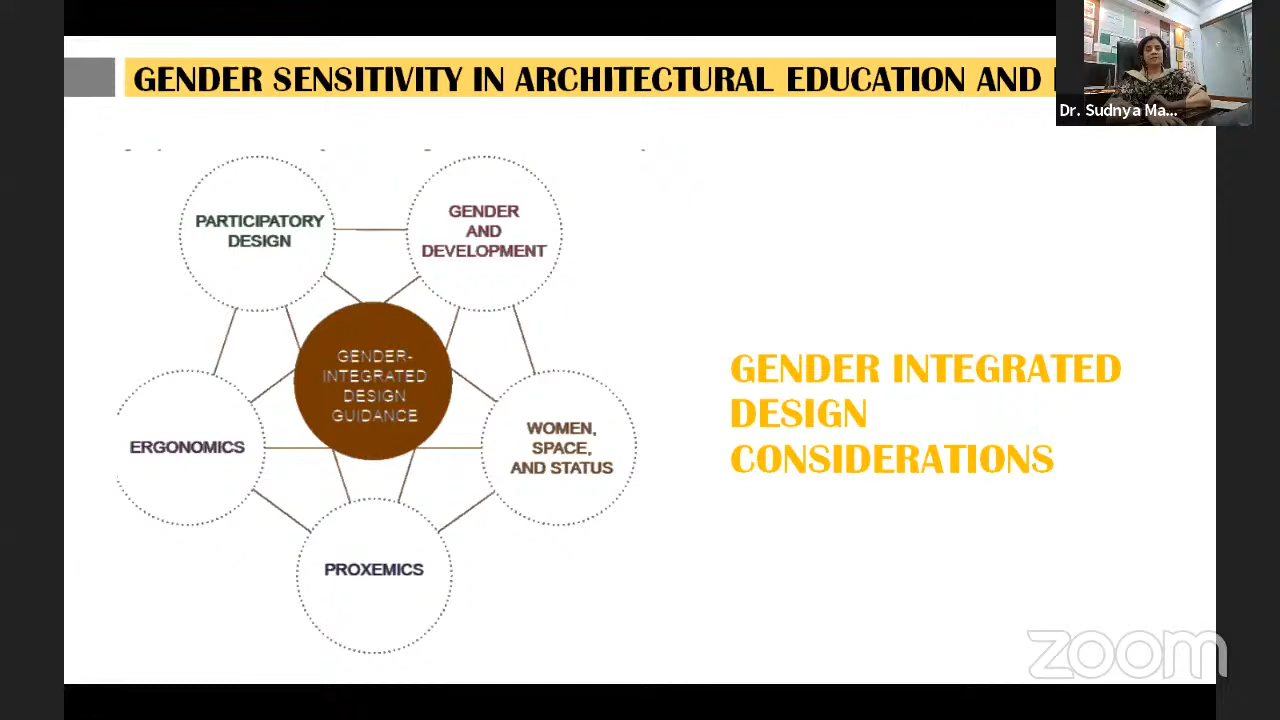 GENDER SENSITIVITY IN ARCHITECTURAL EDUCATION AND
Dr. Sudnya Ma...
PARTICIPATORY
DESIGN
GENDER
AND
DEVELOPMENT
GENDER-
INTEGRATED
DESIGN
GUIDANCE
ERGONOMICS
WOMEN,
SPACE,
AND STATUS
PROXEMICS
GENDER INTEGRATED
DESIGN
CONSIDERATIONS
zoom